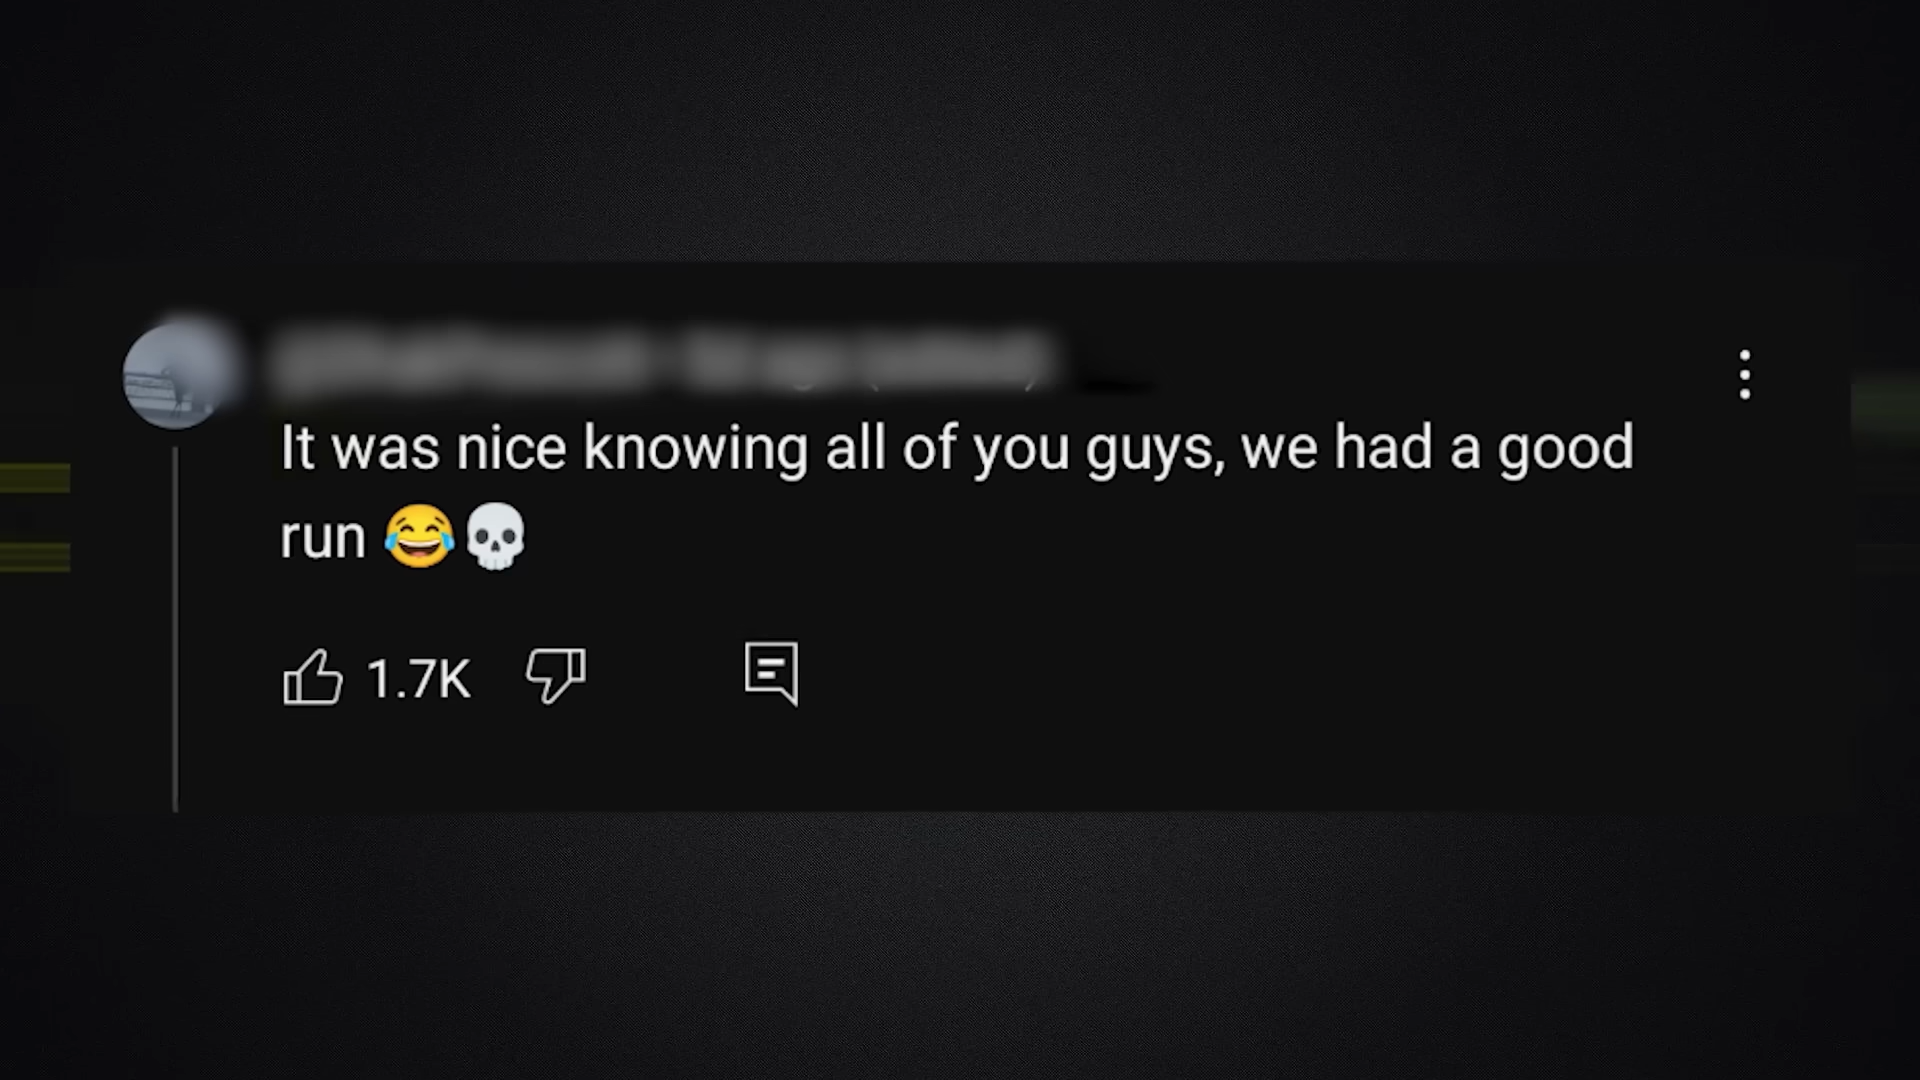 It was nice knowing all of you guys, we had a good
run 😂💀
1.7K